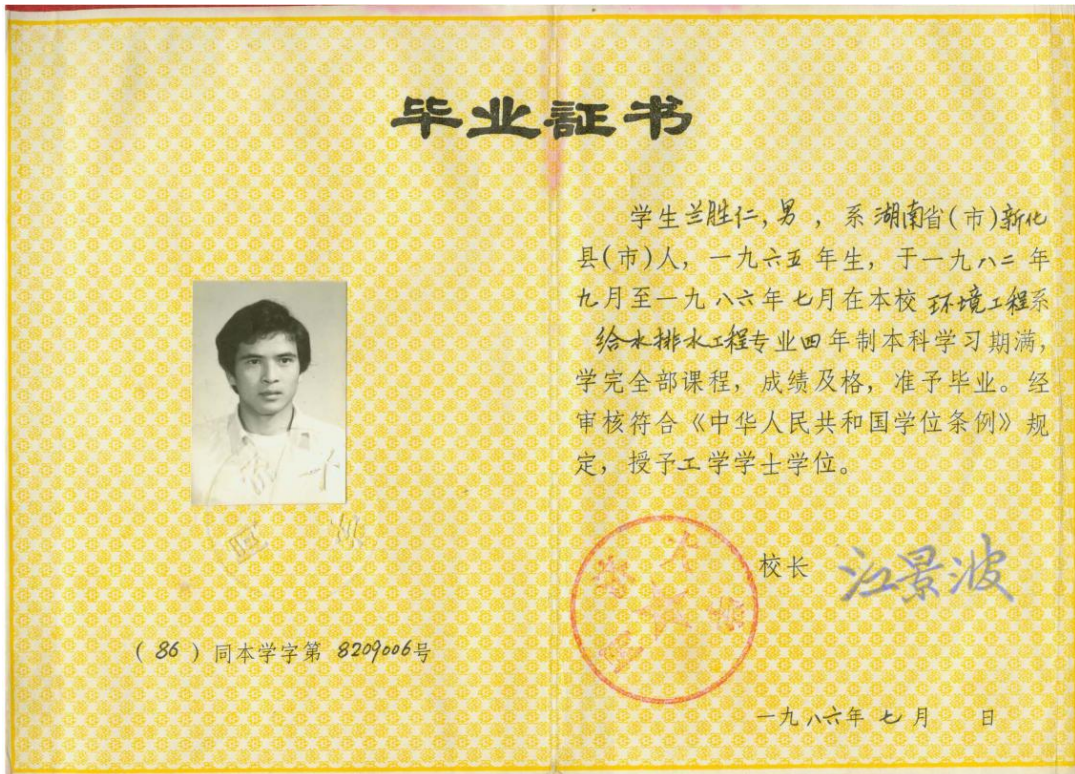 毕业証书
学生兰胜仁,男，系湖南省(市)新化
县(市)人，一九六五年生，于一九八二年
九月至一九八六年七月在本校环境工程系
给水排水工程专业四年制本科学习期满，
学完全部课程，成绩及格，准予毕业。经
审核符合《中华人民共和国学位条例》规
定，授予工学学士学位。
校长 江景波
(86)同本学字第 8209006号
一九八六年七月 日